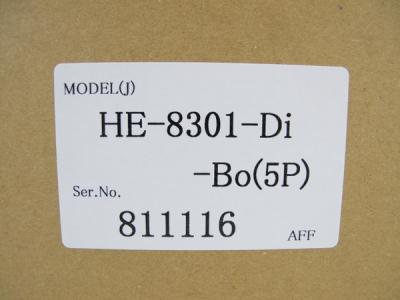 MODEL(J)
HE-8301-Di
-Bo(5P)
Ser.No.
811116
AFF